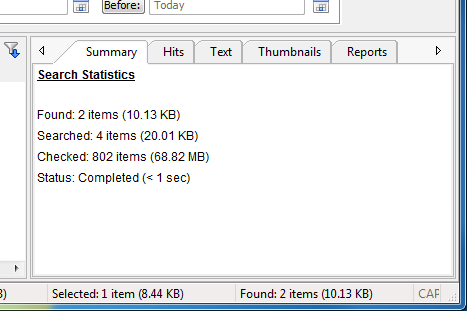 Before: Today
Summary Hits Text Thumbnails Reports
Search Statistics
Found: 2 items (10.13 KB)
Searched: 4 items (20.01 KB)
Checked: 802 items (68.82 MB)
Status: Completed (< 1 sec)
Selected: 1 item (8.44 KB) Found: 2 items (10.13 KB) CAP